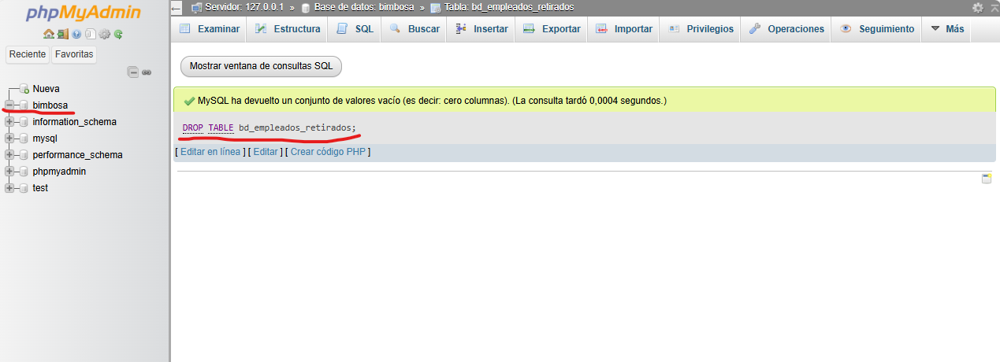 phpMyAdmin
Reciente Favoritas
Nueva
bimbosa
information_schema
mysql
performance_schema
phpmyadmin
test
Servidor: 127.0.0.1 » Base de datos: bimbosa » Tabla: bd_empleados_retirados
Examinar Estructura SQL Buscar Insertar Exportar Importar Privilegios Operaciones Seguimiento Más
Mostrar ventana de consultas SQL
MySQL ha devuelto un conjunto de valores vacío (es decir: cero columnas). (La consulta tardó 0,0004 segundos.)
DROP TABLE bd_empleados_retirados;
[ Editar en línea ] [ Editar ] [ Crear código PHP ]